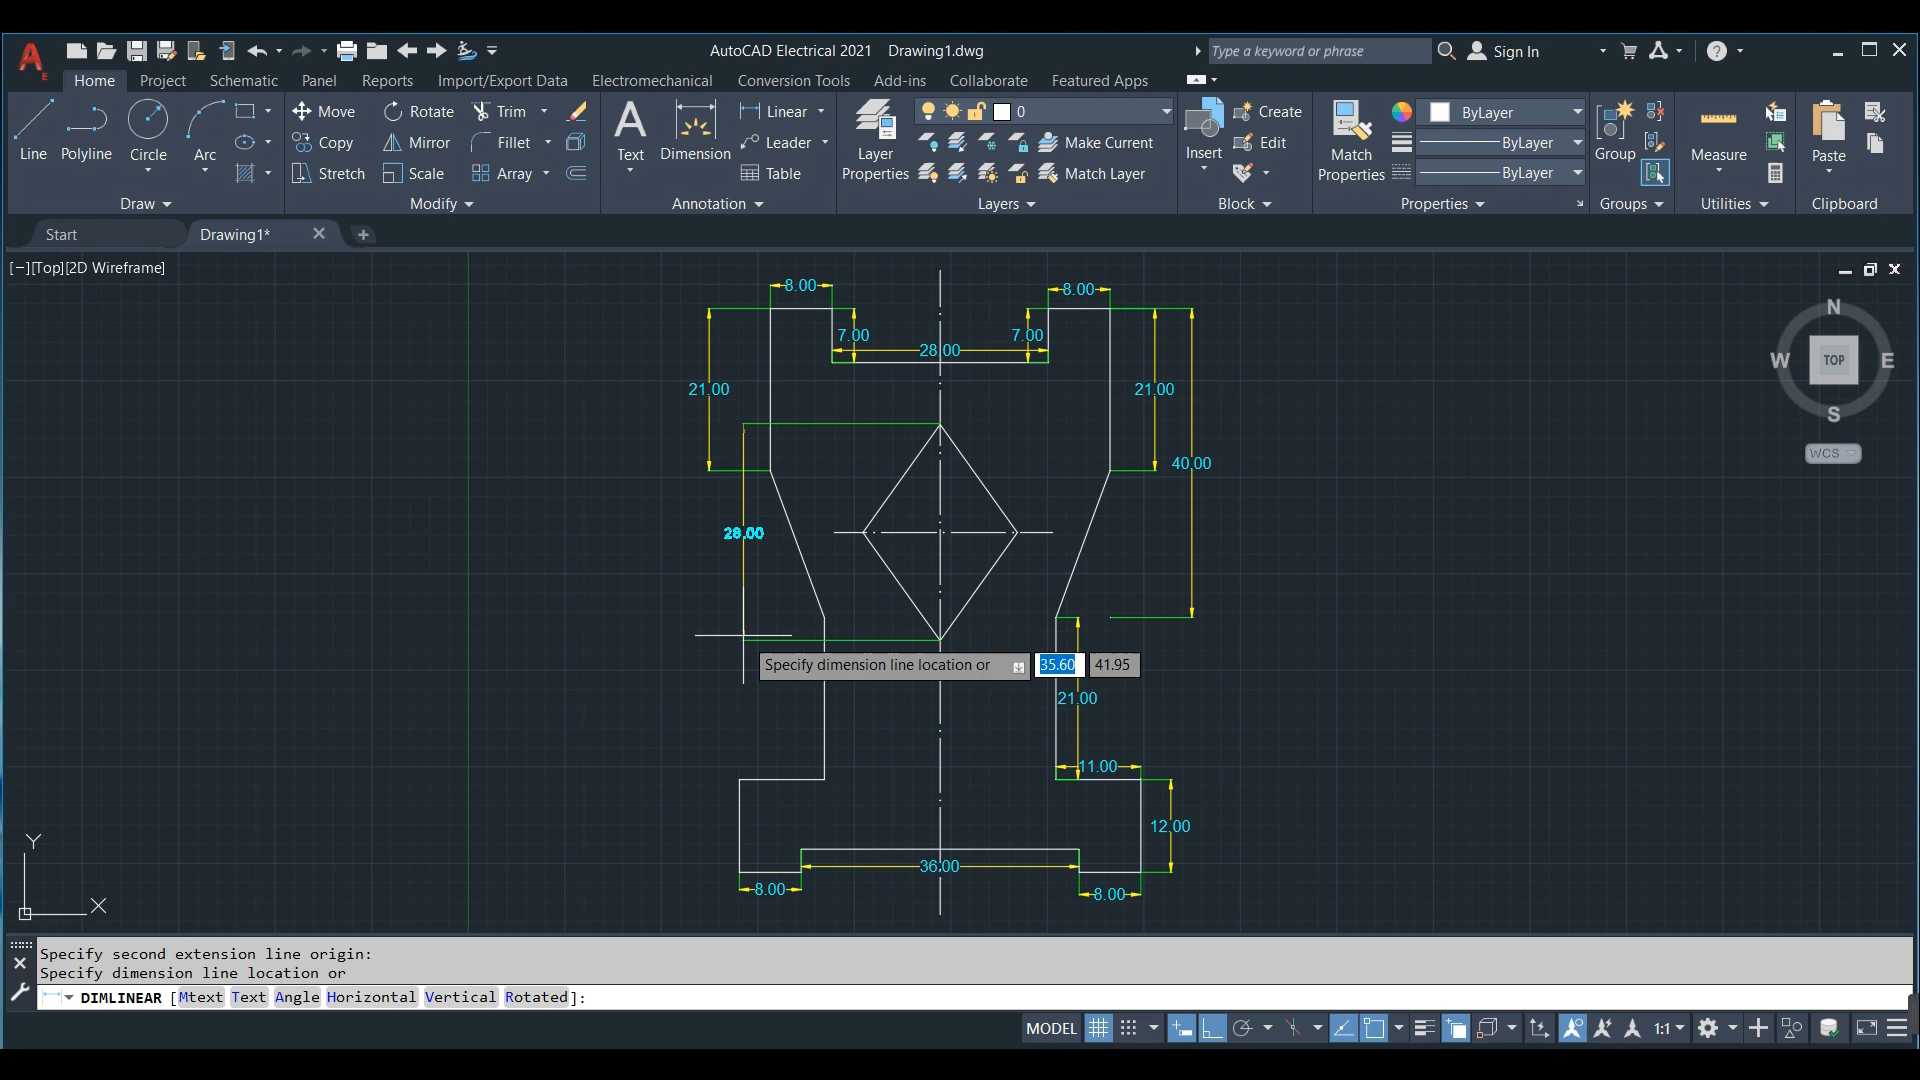 AutoCAD Electrical 2021 Drawing1.dwg
Type a keyword or phrase
Sign In
Home Project Schematic Panel Reports Import/Export Data Electromechanical Conversion Tools Add-ins Collaborate Featured Apps
Line Polyline Circle Arc
Draw
Move Rotate Trim
Copy Mirror Fillet
Stretch Scale Array
Modify
Text Dimension
Linear
Leader
Table
Annotation
Layer Properties
0
Make Current
Match Layer
Layers
Insert
Create
Edit
Block
Match Properties
ByLayer
ByLayer
ByLayer
Properties
Group
Groups
Measure
Utilities
Paste
Clipboard
Start Drawing1*
[−][Top][2D Wireframe]
8.00 8.00
7.00 7.00
28.00
21.00 21.00
40.00
28.00
N
W TOP E
S
WCS
Specify dimension line location or 35.60 41.95
21.00
11.00
12.00
36.00
8.00 8.00
Y
X
Specify second extension line origin:
Specify dimension line location or
DIMLINEAR [Mtext Text Angle Horizontal Vertical Rotated]:
MODEL 1:1